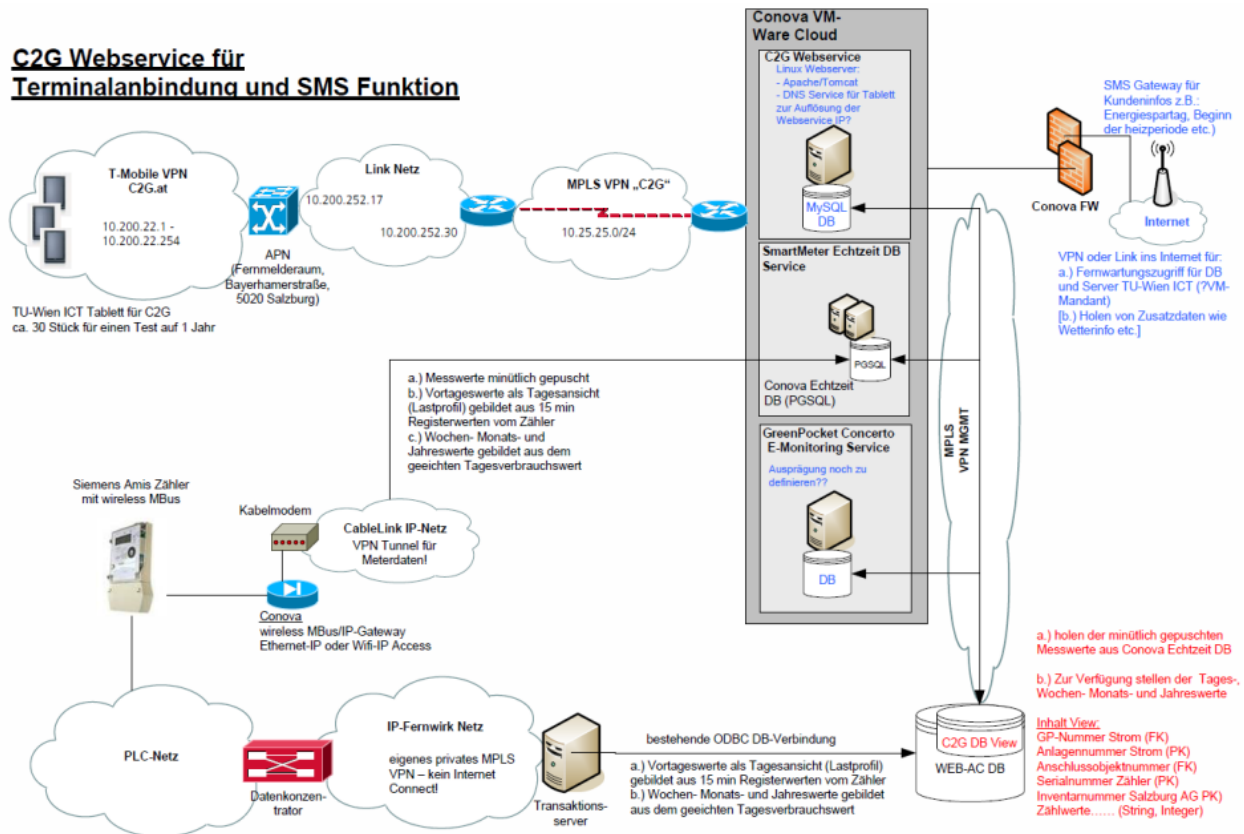 C2G Webservice für
Terminalanbindung und SMS Funktion
Conova VM-
Ware Cloud
C2G Webservice
Linux Webserver:
- Apache/Tomcat
- DNS Service für Tablett
zur Auflösung der
Webservice IP?
MySQL
DB
SMS Gateway für
Kundeninfos z.B.:
Energiespartag, Beginn
der heizperiode etc.)
Conova FW
Internet
VPN oder Link ins Internet für:
a.) Fernwartungszugriff für DB
und Server TU-Wien ICT (?VM-
Mandant)
[b.) Holen von Zusatzdaten wie
Wetterinfo etc.]
T-Mobile VPN
C2G.at
10.200.22.1 -
10.200.22.254
TU-Wien ICT Tablett für C2G
ca. 30 Stück für einen Test auf 1 Jahr
APN
(Fernmelderaum,
Bayerhamerstraße,
5020 Salzburg)
Link Netz
10.200.252.17
10.200.252.30
MPLS VPN „C2G“
10.25.25.0/24
SmartMeter Echtzeit DB
Service
PGSQL
Conova Echtzeit
DB (PGSQL)
a.) Messwerte minütlich gepuscht
b.) Vortageswerte als Tagesansicht
(Lastprofil) gebildet aus 15 min
Registerwerten vom Zähler
c.) Wochen- Monats- und
Jahreswerte gebildet aus dem
geeichten Tagesverbrauchswert
GreenPocket Concerto
E-Monitoring Service
Ausprägung noch zu
definieren??
DB
MPLS
VPN MGMT
Siemens Amis Zähler
mit wireless MBus
Kabelmodem
CableLink IP-Netz
VPN Tunnel für
Meterdaten!
Conova
wireless MBus/IP-Gateway
Ethernet-IP oder Wifi-IP Access
PLC-Netz
Datenkonzen-
trator
IP-Fernwirk Netz
eigenes privates MPLS
VPN – kein Internet
Connect!
Transaktions-
server
bestehende ODBC DB-Verbindung
a.) Vortageswerte als Tagesansicht (Lastprofil)
gebildet aus 15 min Registerwerten vom Zähler
b.) Wochen- Monats- und Jahreswerte gebildet
aus dem geeichten Tagesverbrauchswert
C2G DB View
WEB-AC DB
a.) holen der minütlich gepuschten
Messwerte aus Conova Echtzeit DB
b.) Zur Verfügung stellen der Tages-,
Wochen- Monats- und Jahreswerte
Inhalt View:
GP-Nummer Strom (FK)
Anlagennummer Strom (PK)
Anschlussobjektnummer (FK)
Serialnummer Zähler (PK)
Inventarnummer Salzburg AG PK)
Zählwerte...... (String, Integer)